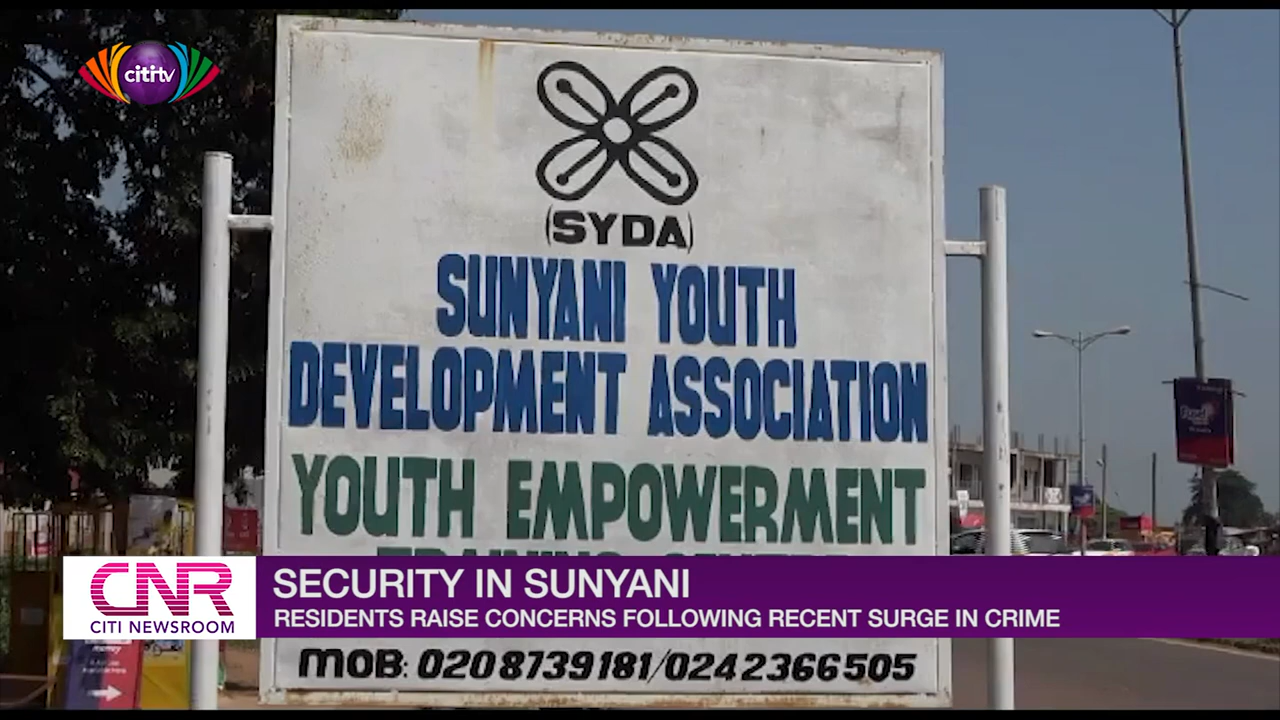 citi tv
(SYDA)
SUNYANI YOUTH
DEVELOPMENT ASSOCIATION
YOUTH EMPOWERMENT
CNR
CITI NEWSROOM
SECURITY IN SUNYANI
RESIDENTS RAISE CONCERNS FOLLOWING RECENT SURGE IN CRIME
MOB: 0208739181/0242366505